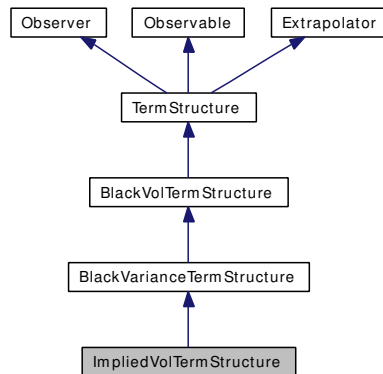 Observer
Observable
Extrapolator
TermStructure
BlackVolTermStructure
BlackVarianceTermStructure
ImpliedVolTermStructure